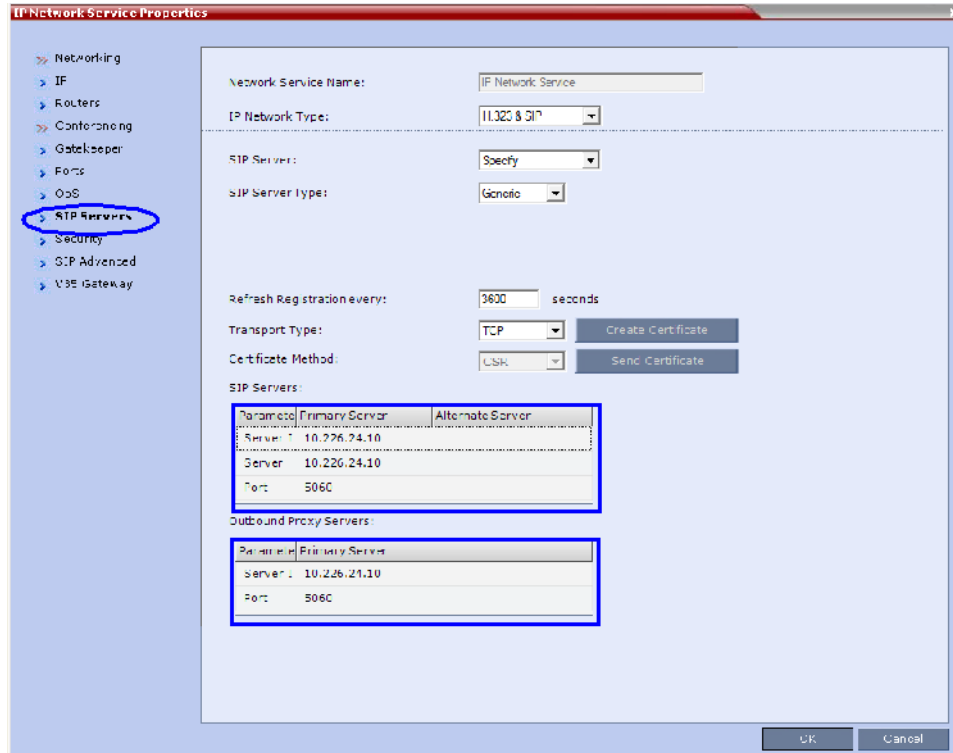 IP Network Service Properties
Networking
IP
Routers
Conferencing
Gatekeeper
Ports
QoS
SIP Servers
Security
SIP Advanced
V35 Gateway
Network Service Name: IP Network Service
IP Network Type: H.323 & SIP
SIP Server: Specify
SIP Server Type: Generic
Refresh Registration every: 3600 seconds
Transport Type: TCP Create Certificate
Certificate Method: CSR Send Certificate
SIP Servers:
Paramete Primary Server Alternate Server
Server I 10.226.24.10
Server 10.226.24.10
Port 5060
Outbound Proxy Servers:
Paramete Primary Server
Server I 10.226.24.10
Port 5060
OK Cancel